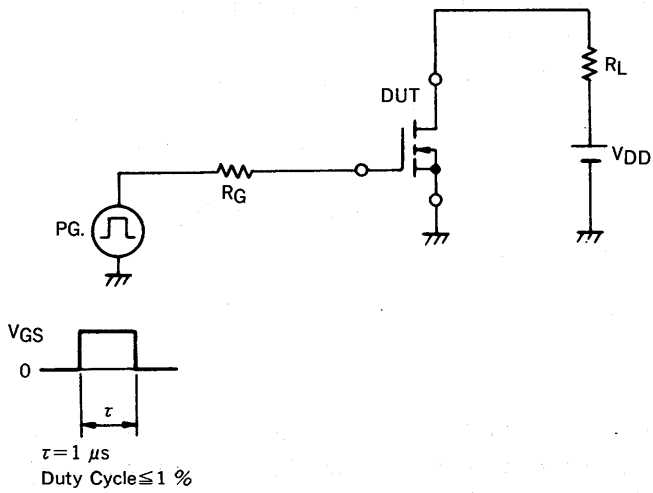 DUT
RL
VDD
RG
PG.
VGS
0
τ
τ=1 μs
Duty Cycle≦1 %